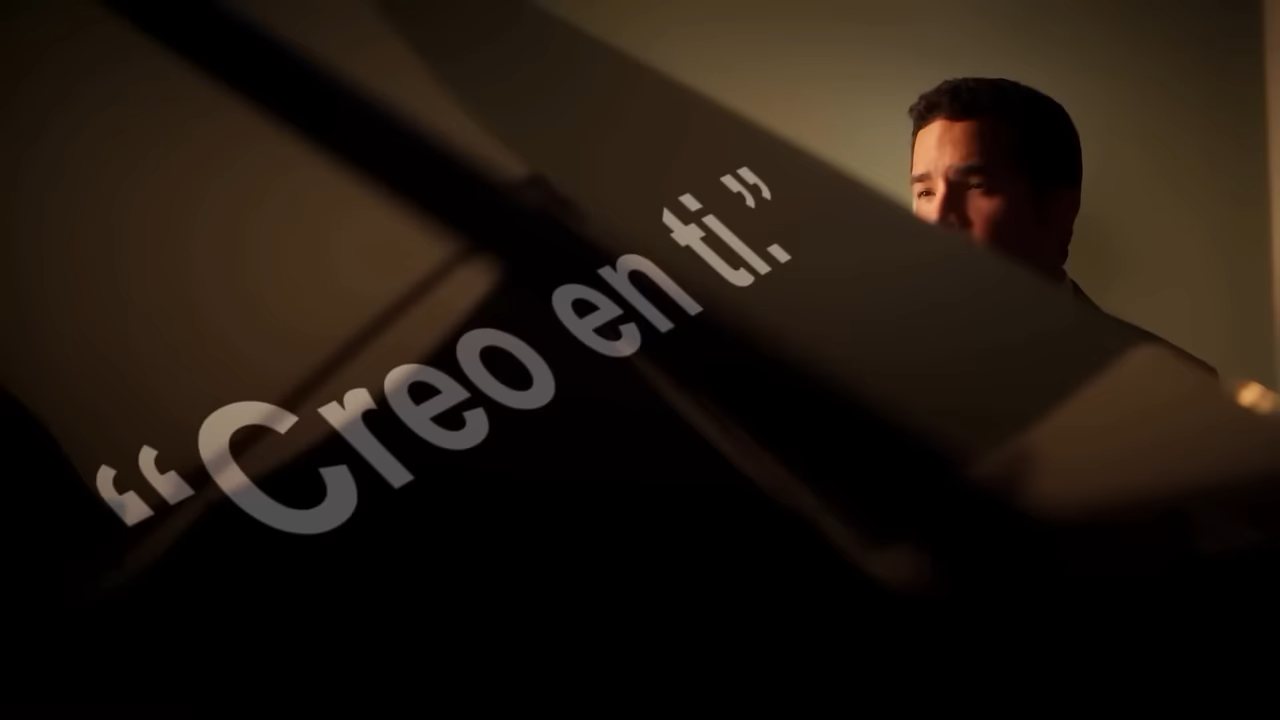 “Creo en ti.”